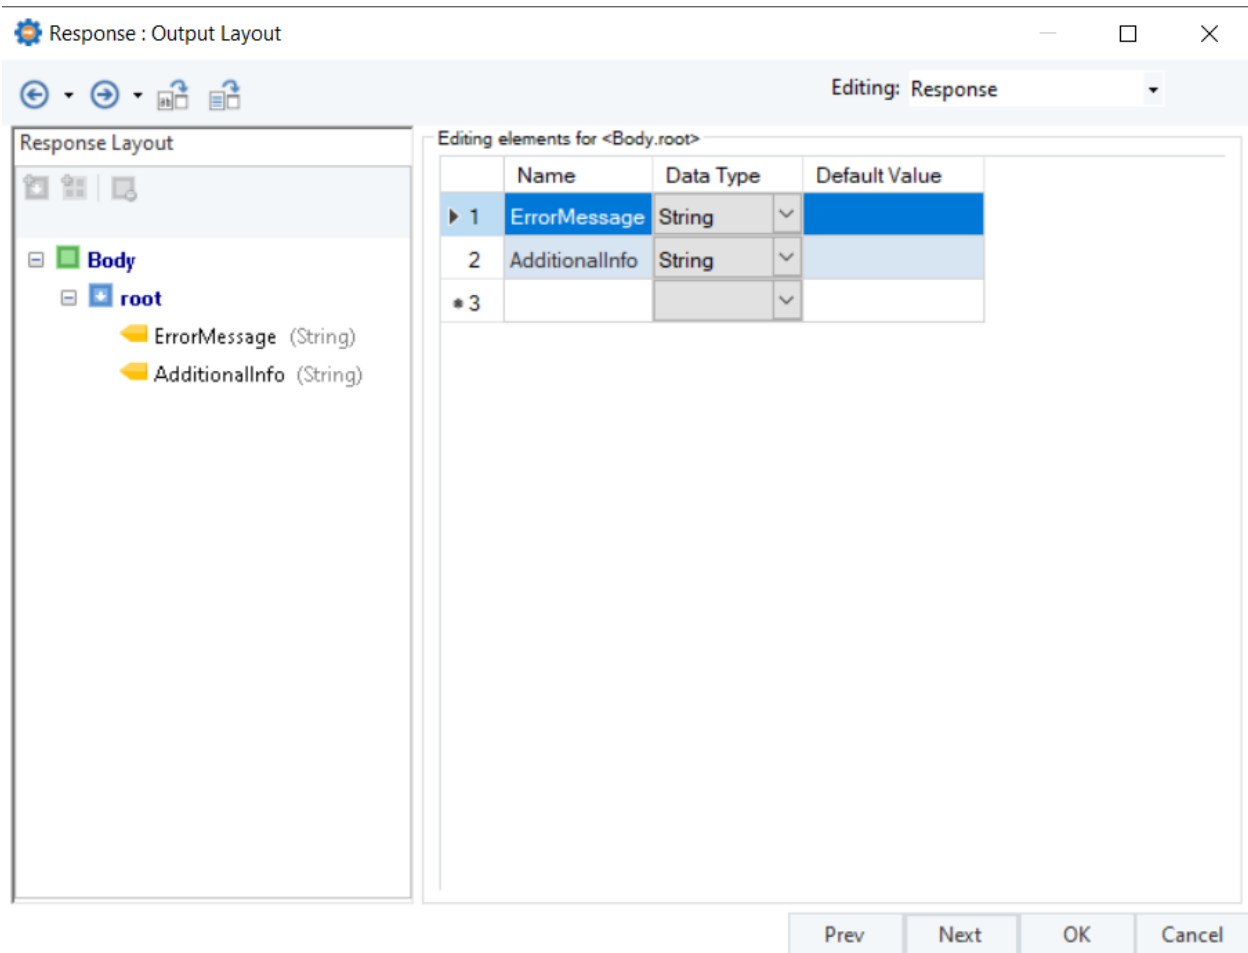 Response : Output Layout
Editing: Response
Response Layout
Editing elements for <Body.root>
Name Data Type Default Value
1 ErrorMessage String
2 AdditionalInfo String
3
Body
root
ErrorMessage (String)
AdditionalInfo (String)
Prev Next OK Cancel